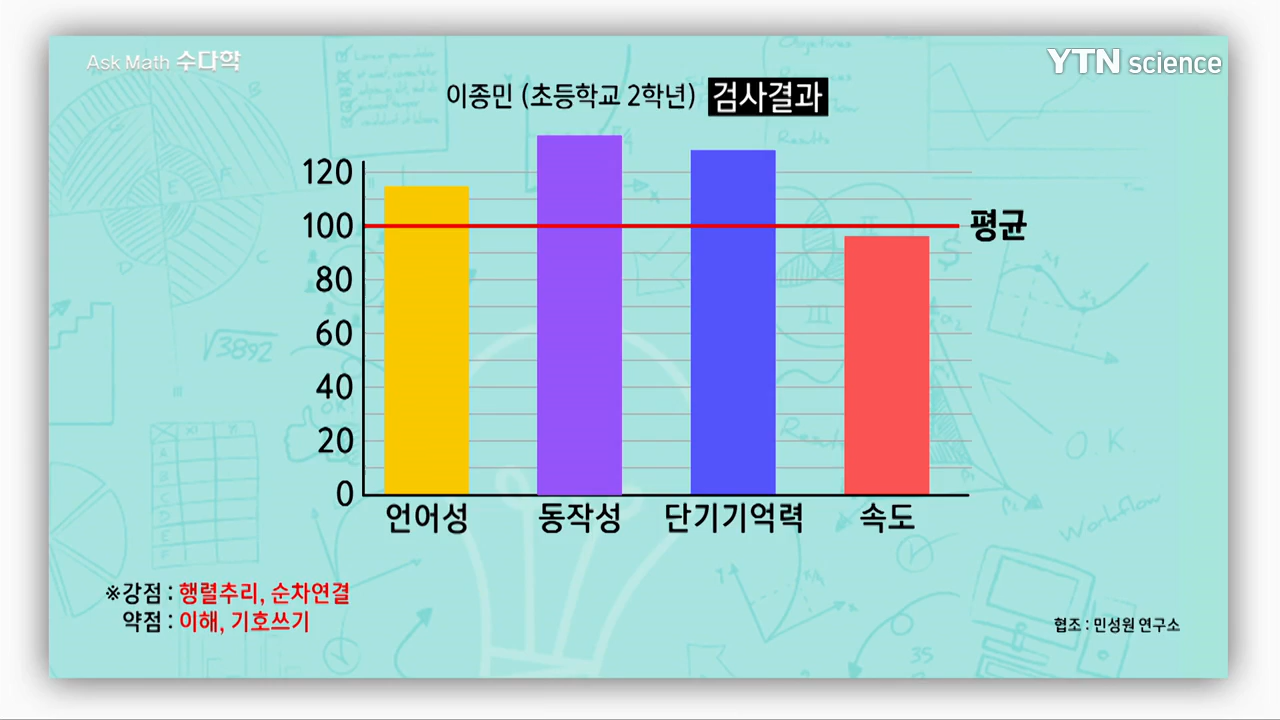 Ask Math 수다학
YTN science
이종민 (초등학교 2학년) 검사결과
120
100
평균
80
60
40
20
0
언어성 동작성 단기기억력 속도
※강점 : 행렬추리, 순차연결
약점 : 이해, 기호쓰기
협조 : 민성원 연구소
√3892
Workflow
O.K.
35